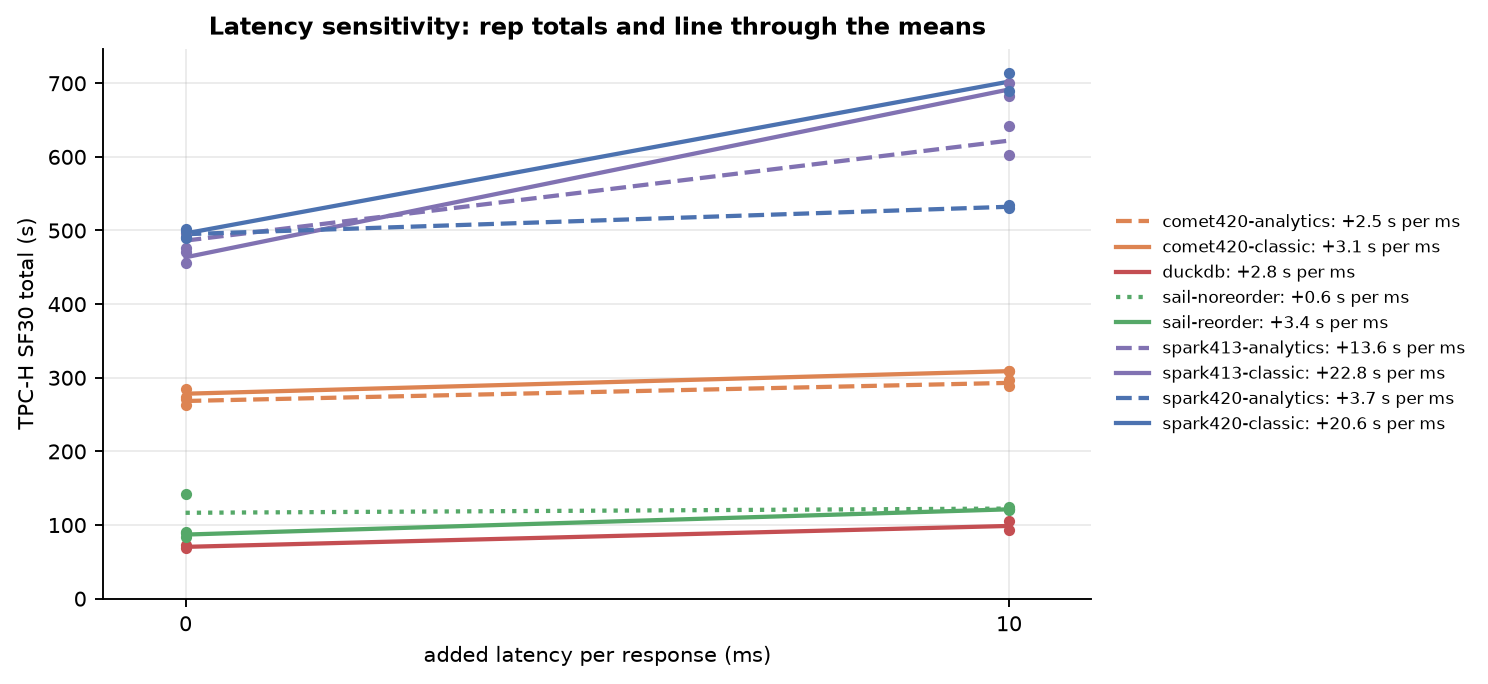 Latency sensitivity: rep totals and line through the means
TPC-H SF30 total (s)
700
600
500
400
300
200
100
0
0
10
added latency per response (ms)
comet420-analytics: +2.5 s per ms
comet420-classic: +3.1 s per ms
duckdb: +2.8 s per ms
sail-noreorder: +0.6 s per ms
sail-reorder: +3.4 s per ms
spark413-analytics: +13.6 s per ms
spark413-classic: +22.8 s per ms
spark420-analytics: +3.7 s per ms
spark420-classic: +20.6 s per ms